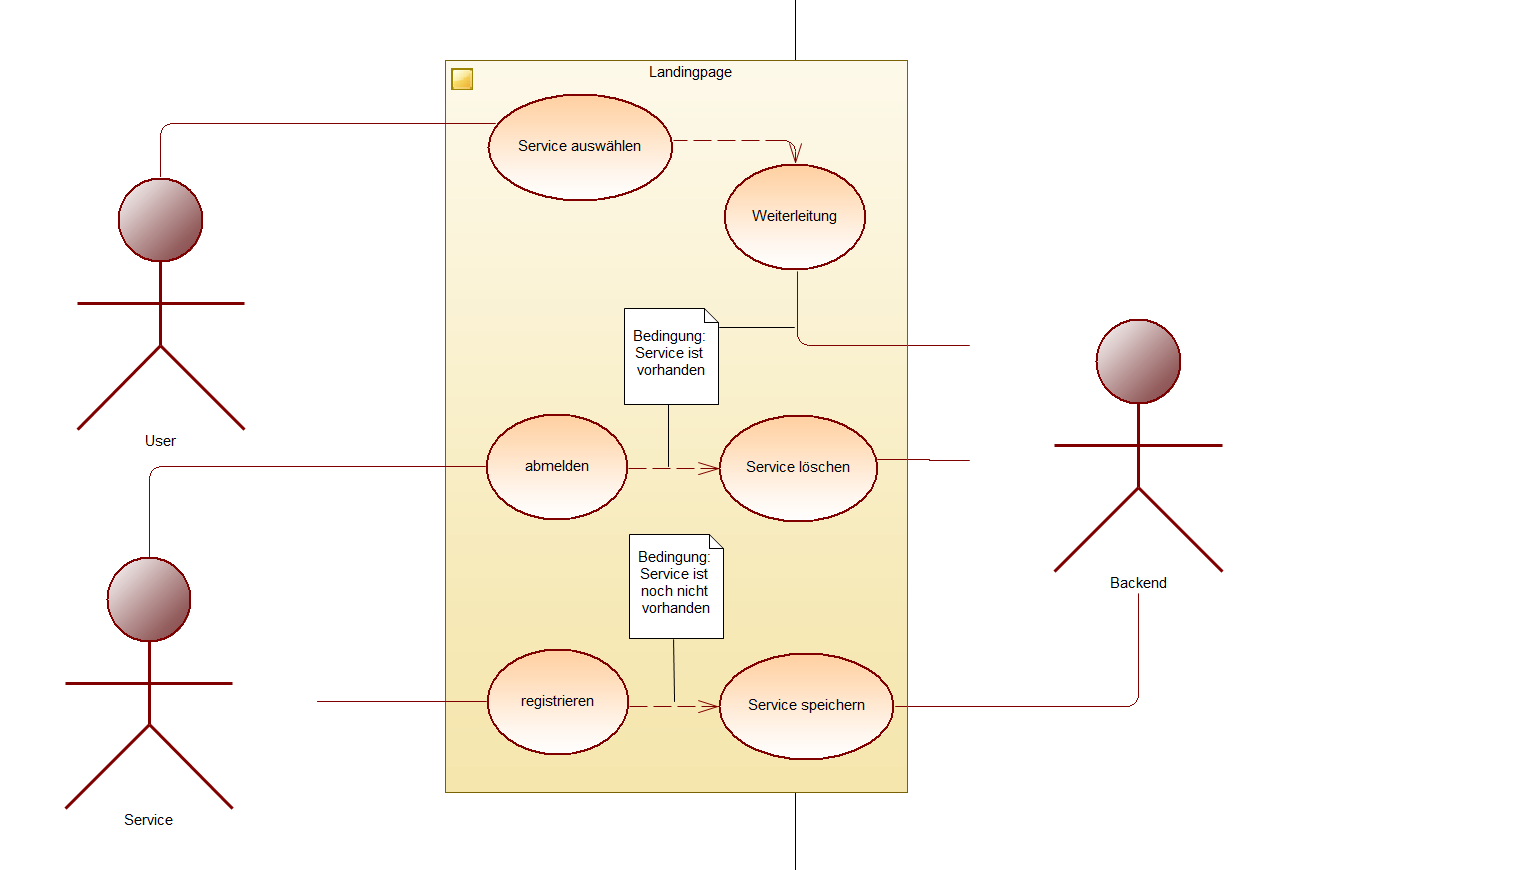 Landingpage
Service auswählen
Weiterleitung
Bedingung:
Service ist
vorhanden
User
abmelden
Service löschen
Bedingung:
Service ist
noch nicht
vorhanden
Backend
registrieren
Service speichern
Service